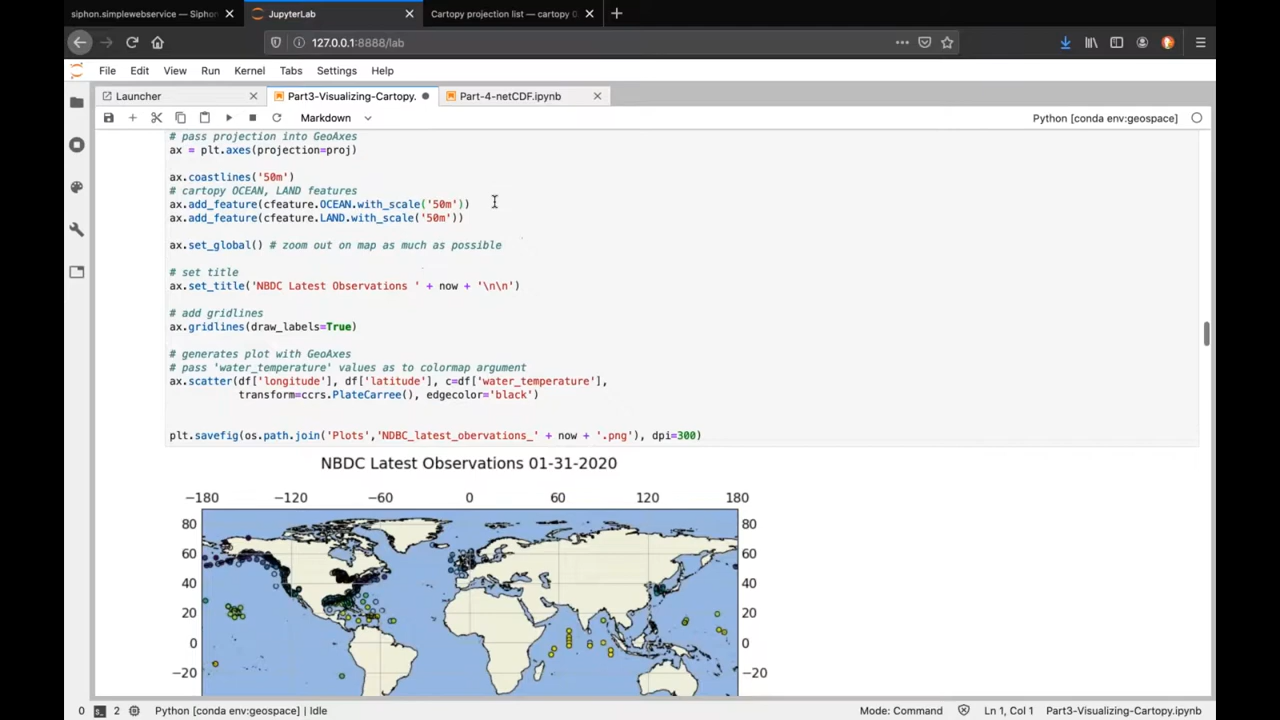 siphon.simplewebservice — Siphon
JupyterLab
Cartopy projection list — cartopy 0
127.0.0.1:8888/lab
File Edit View Run Kernel Tabs Settings Help
Launcher
Part3-Visualizing-Cartopy.
Part-4-netCDF.ipynb
Markdown
Python [conda env:geospace]
# pass projection into GeoAxes
ax = plt.axes(projection=proj)
ax.coastlines('50m')
# cartopy OCEAN, LAND features
ax.add_feature(cfeature.OCEAN.with_scale('50m'))
ax.add_feature(cfeature.LAND.with_scale('50m'))
ax.set_global() # zoom out on map as much as possible
# set title
ax.set_title('NBDC Latest Observations ' + now + '\n\n')
# add gridlines
ax.gridlines(draw_labels=True)
# generates plot with GeoAxes
# pass 'water_temperature' values as to colormap argument
ax.scatter(df['longitude'], df['latitude'], c=df['water_temperature'],
transform=ccrs.PlateCarree(), edgecolor='black')
plt.savefig(os.path.join('Plots','NDBC_latest_obervations_' + now + '.png'), dpi=300)
NBDC Latest Observations 01-31-2020
−180 −120 −60 0 60 120 180
80 80
60 60
40 40
20 20
0 0
−20 −20
0 2 Python [conda env:geospace] | Idle
Mode: Command Ln 1, Col 1 Part3-Visualizing-Cartopy.ipynb